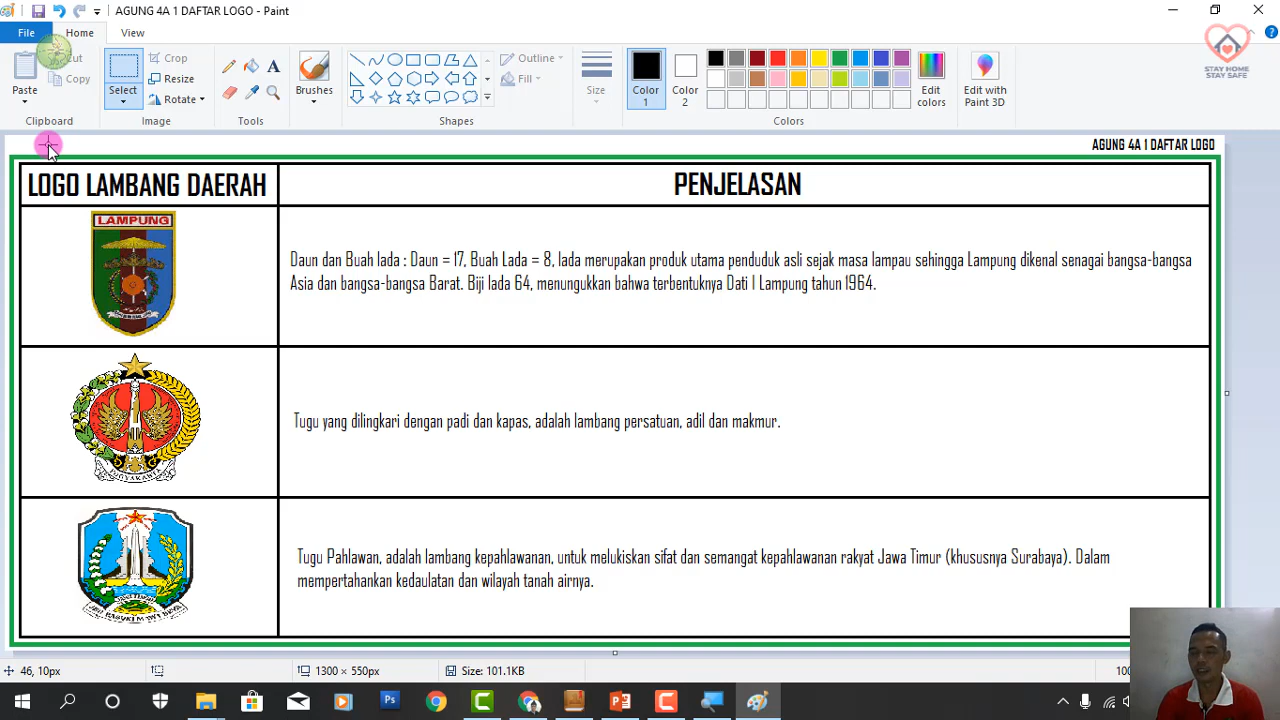 AGUNG 4A 1 DAFTAR LOGO - Paint
File Home View
STAY HOME
STAY SAFE
Paste
Cut
Copy
Clipboard
Select
Crop
Resize
Rotate
Image
Tools
Brushes
Shapes
Outline
Fill
Size
Color
1
Color
2
Edit
colors
Colors
Edit with
Paint 3D
AGUNG 4A 1 DAFTAR LOGO
LOGO LAMBANG DAERAH PENJELASAN
LAMPUNG
Daun dan Buah lada : Daun = 17, Buah Lada = 8, lada merupakan produk utama penduduk asli sejak masa lampau sehingga Lampung dikenal senagai bangsa-bangsa
Asia dan bangsa-bangsa Barat. Biji lada 64, menungukkan bahwa terbentuknya Dati I Lampung tahun 1964.
YOGYAKARTA
Tugu yang dilingkari dengan padi dan kapas, adalah lambang persatuan, adil dan makmur.
Tugu Pahlawan, adalah lambang kepahlawanan, untuk melukiskan sifat dan semangat kepahlawanan rakyat Jawa Timur (khususnya Surabaya). Dalam
mempertahankan kedaulatan dan wilayah tanah airnya.
46, 10px
1300 × 550px
Size: 101.1KB
100
Ps